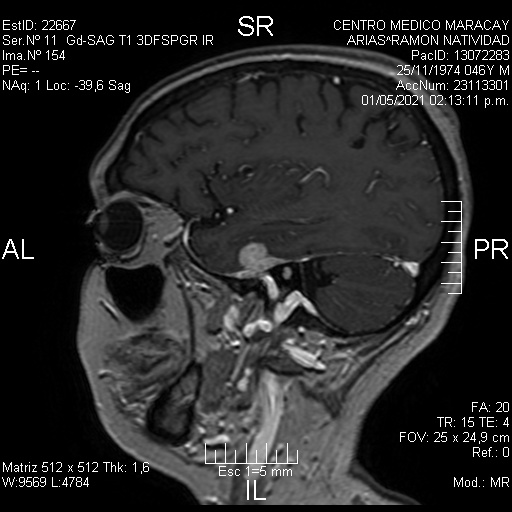 EstID: 22667
Ser.Nº 11 Gd-SAG T1 3DFSPGR IR
Ima.Nº 154
PE= --
NAq: 1 Loc: -39,6 Sag
SR
CENTRO MEDICO MARACAY
ARIAS^RAMON NATIVIDAD
PacID: 13072283
25/11/1974 046Y M
AccNum: 23113301
01/05/2021 02:13:11 p.m.
AL
PR
Matriz 512 x 512 Thk: 1,6
W:9569 L:4784
Esc 1=5 mm
IL
FA: 20
TR: 15 TE: 4
FOV: 25 x 24,9 cm
Ref.: 0
Mod.: MR